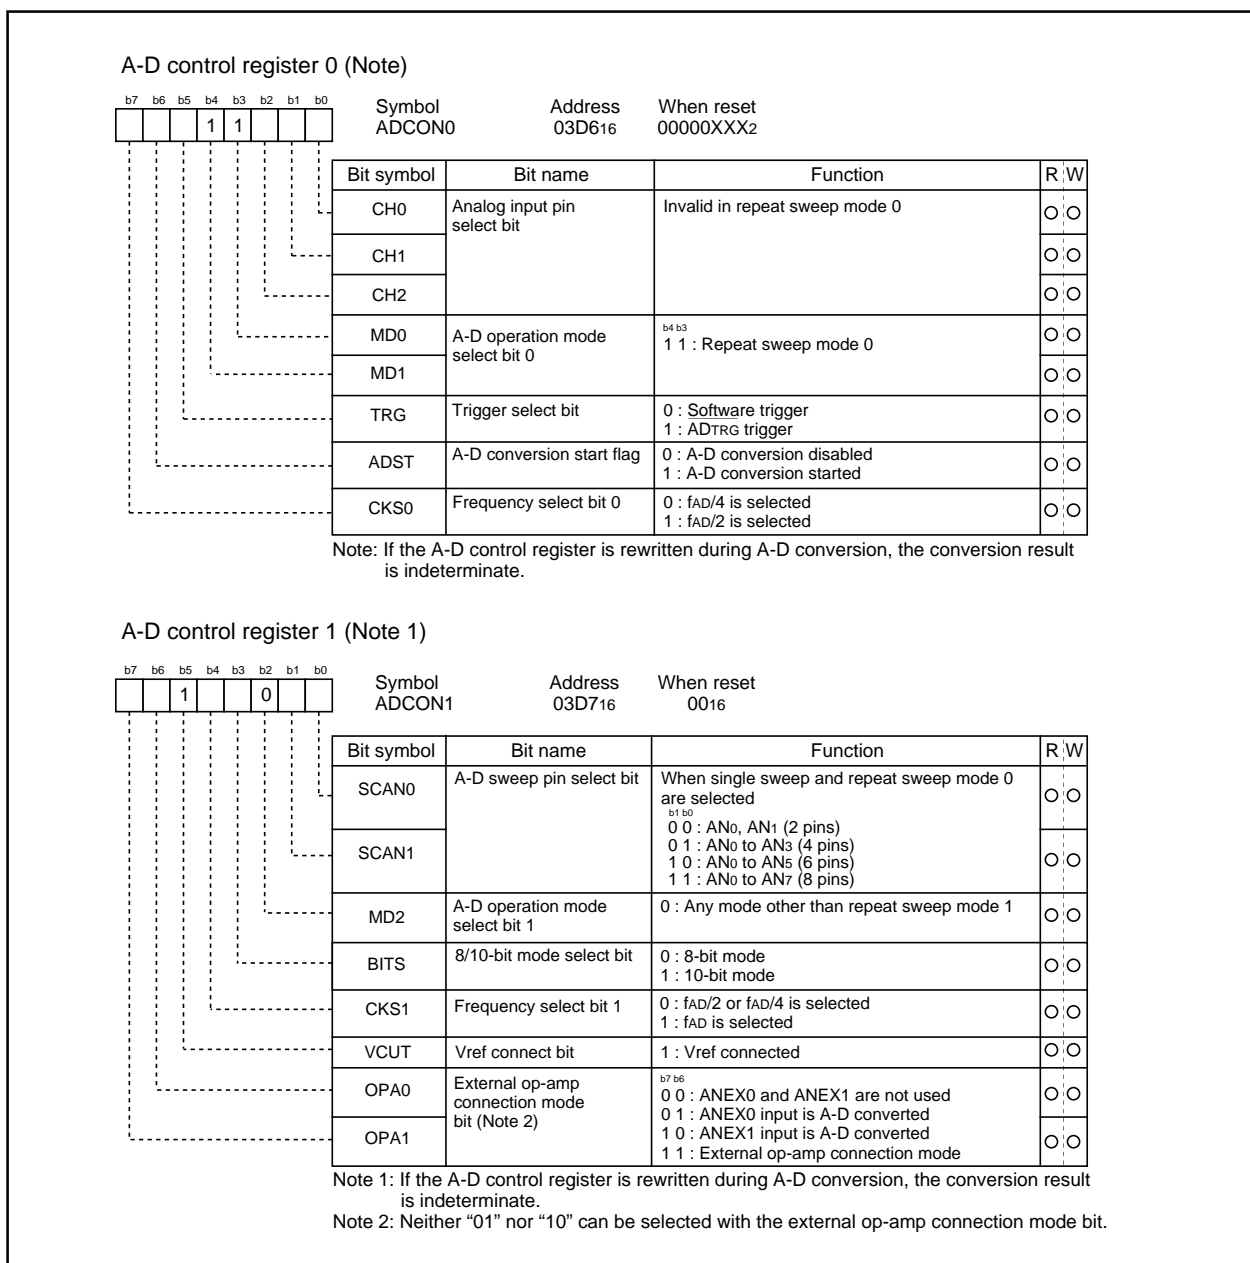 A-D control register 0 (Note)
b7 b6 b5 b4 b3 b2 b1 b0
1 1
Symbol Address When reset
ADCON0 03D616 00000XXX2
Bit symbol Bit name Function R W
CH0 Analog input pin select bit Invalid in repeat sweep mode 0
CH1
CH2
MD0 A-D operation mode select bit 0
b4 b3
1 1 : Repeat sweep mode 0
MD1
TRG Trigger select bit 0 : Software trigger
1 : ADTRG trigger
ADST A-D conversion start flag 0 : A-D conversion disabled
1 : A-D conversion started
CKS0 Frequency select bit 0 0 : fAD/4 is selected
1 : fAD/2 is selected
Note: If the A-D control register is rewritten during A-D conversion, the conversion result
is indeterminate.
A-D control register 1 (Note 1)
b7 b6 b5 b4 b3 b2 b1 b0
1 0
Symbol Address When reset
ADCON1 03D716 0016
Bit symbol Bit name Function R W
SCAN0 A-D sweep pin select bit When single sweep and repeat sweep mode 0
are selected
b1 b0
0 0 : AN0, AN1 (2 pins)
0 1 : AN0 to AN3 (4 pins)
1 0 : AN0 to AN5 (6 pins)
1 1 : AN0 to AN7 (8 pins)
SCAN1
MD2 A-D operation mode select bit 1 0 : Any mode other than repeat sweep mode 1
BITS 8/10-bit mode select bit 0 : 8-bit mode
1 : 10-bit mode
CKS1 Frequency select bit 1 0 : fAD/2 or fAD/4 is selected
1 : fAD is selected
VCUT Vref connect bit 1 : Vref connected
OPA0 External op-amp connection mode bit (Note 2)
b7 b6
0 0 : ANEX0 and ANEX1 are not used
0 1 : ANEX0 input is A-D converted
1 0 : ANEX1 input is A-D converted
1 1 : External op-amp connection mode
OPA1
Note 1: If the A-D control register is rewritten during A-D conversion, the conversion result
is indeterminate.
Note 2: Neither “01” nor “10” can be selected with the external op-amp connection mode bit.